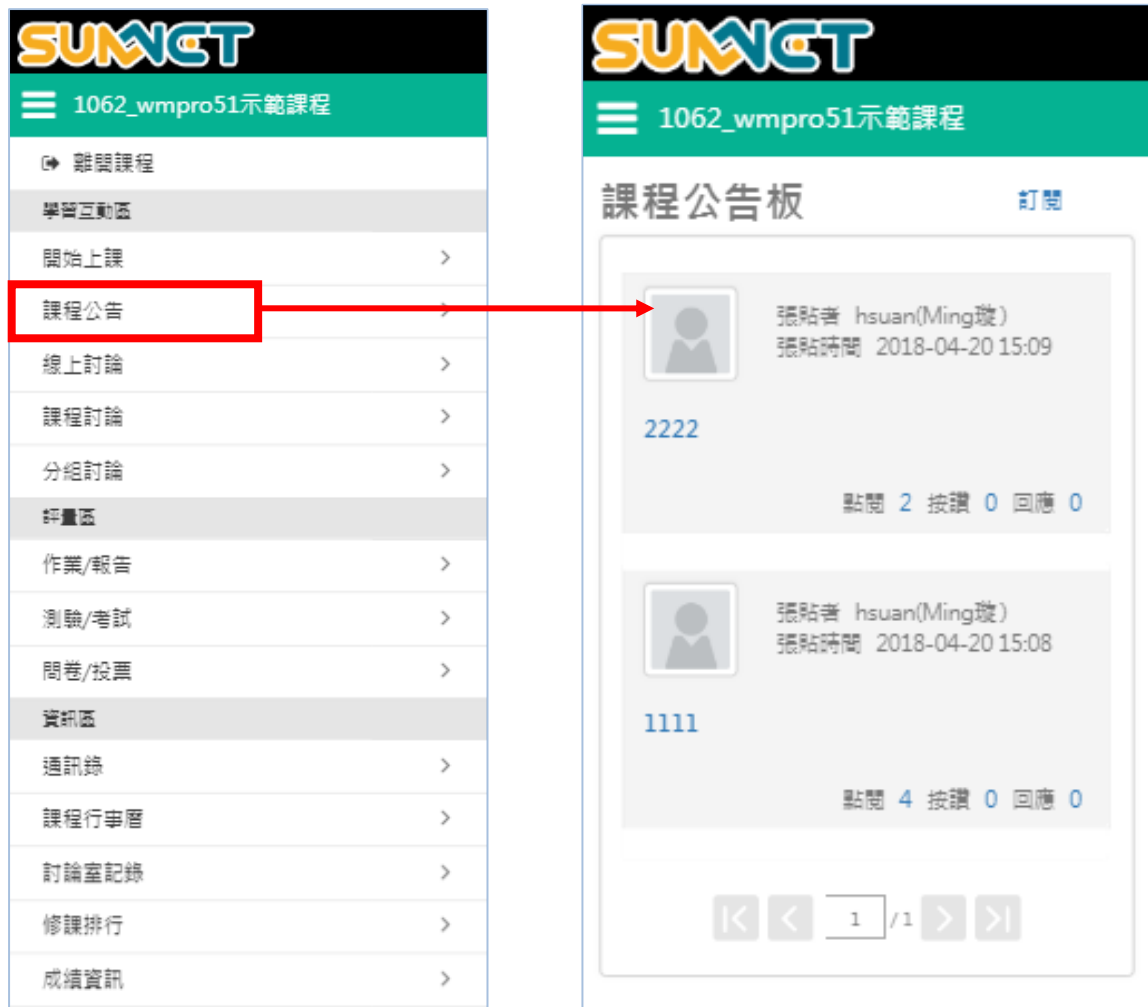 SUNNET
1062_wmpro51示範課程
離開課程
學習互動區
開始上課
課程公告
線上討論
課程討論
分組討論
評量區
作業/報告
測驗/考試
問卷/投票
資訊區
通訊錄
課程行事曆
討論室記錄
修課排行
成績資訊
SUNNET
1062_wmpro51示範課程
課程公告板 訂閱
張貼者 hsuan(Ming璇)
張貼時間 2018-04-20 15:09
2222
點閱 2 按讚 0 回應 0
張貼者 hsuan(Ming璇)
張貼時間 2018-04-20 15:08
1111
點閱 4 按讚 0 回應 0
1 /1